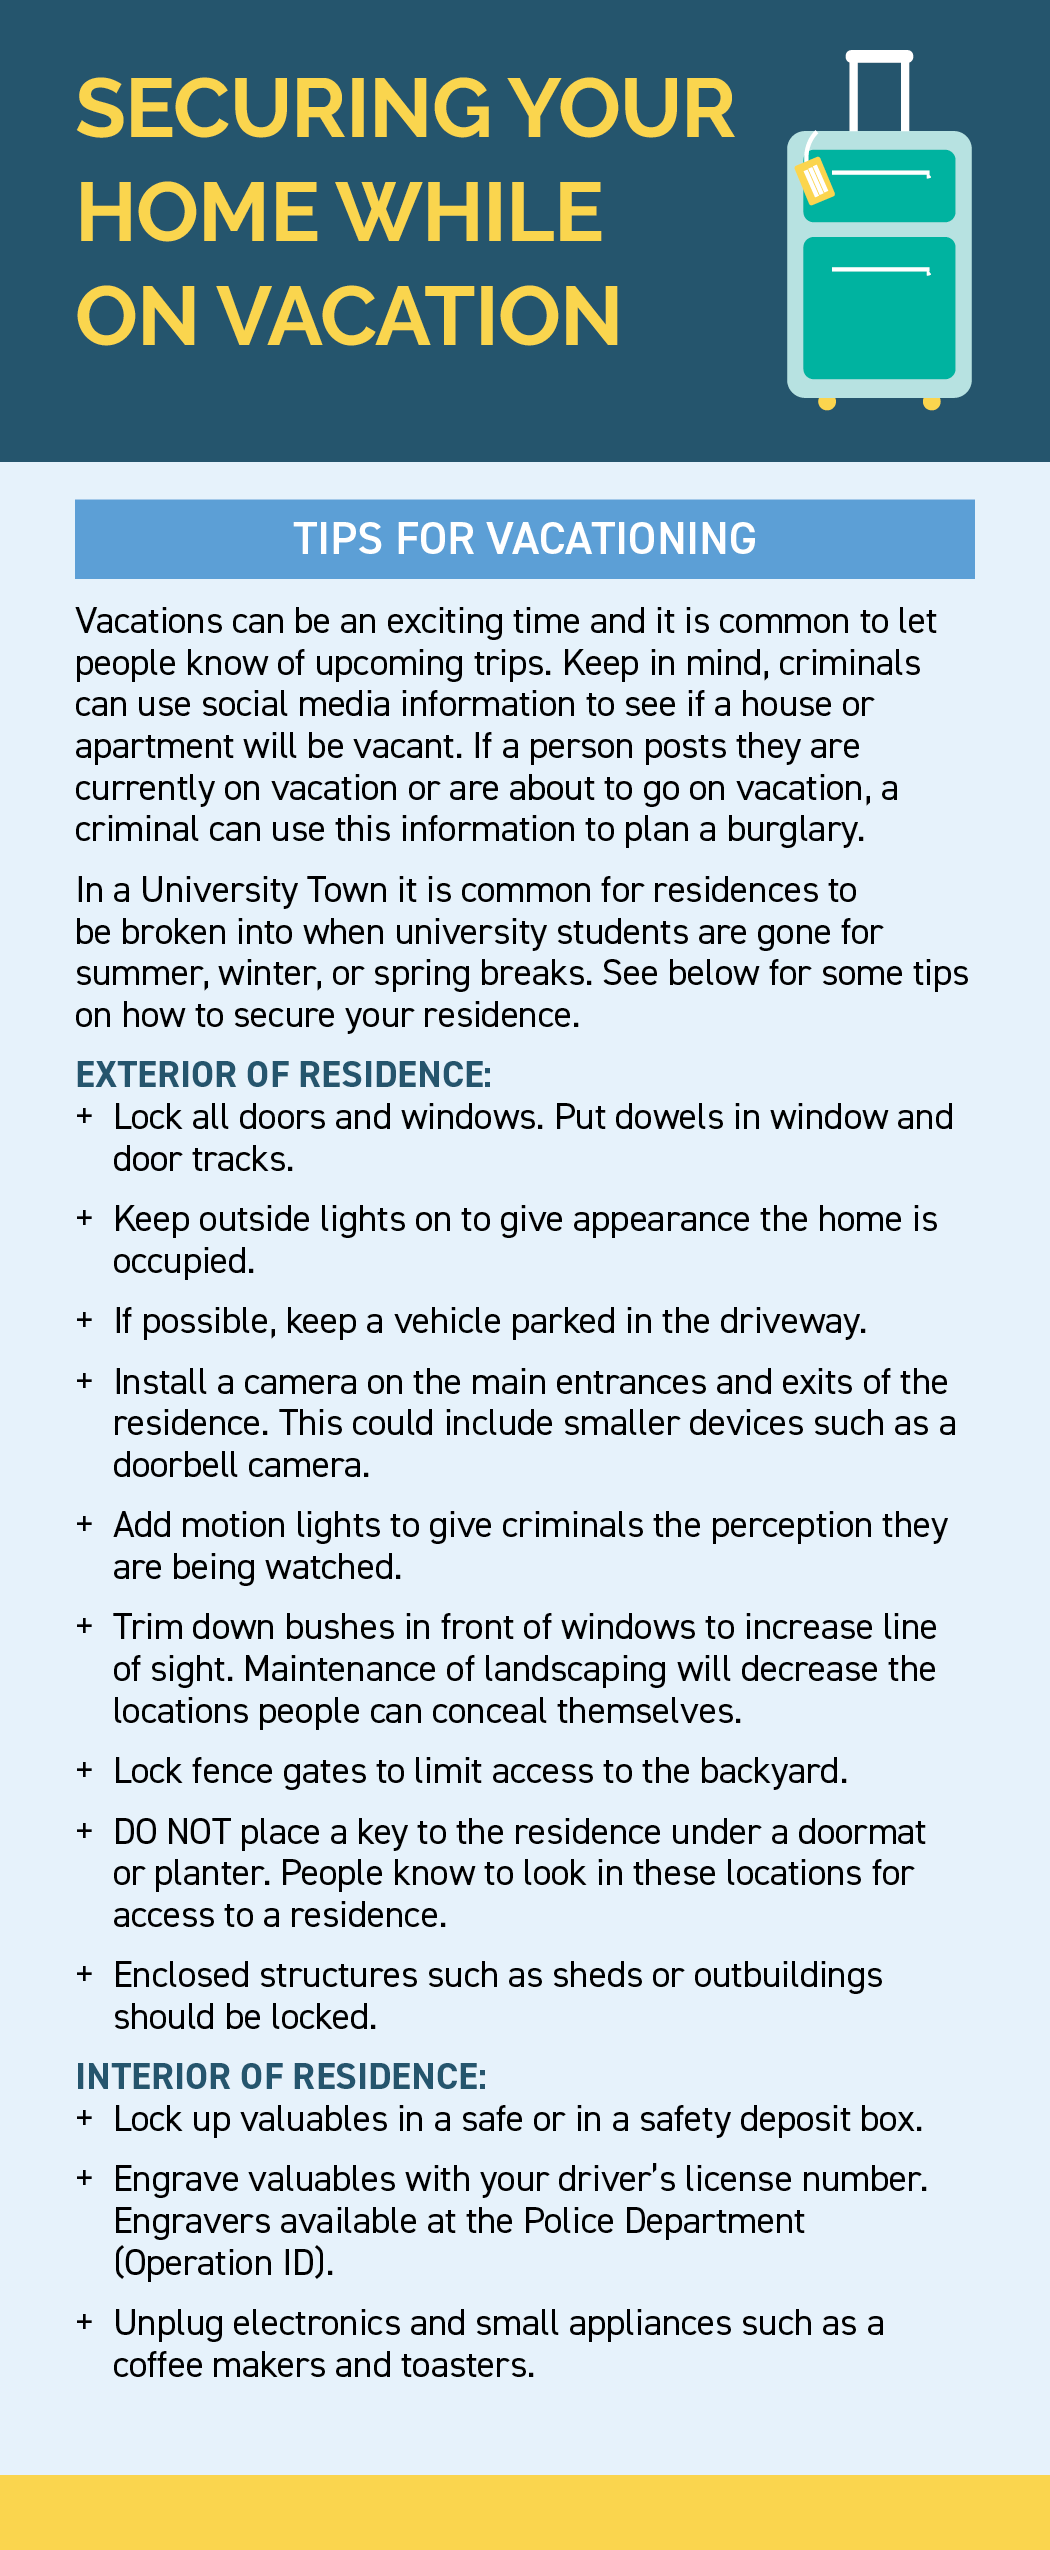 SECURING YOUR
HOME WHILE
ON VACATION
TIPS FOR VACATIONING
Vacations can be an exciting time and it is common to let
people know of upcoming trips. Keep in mind, criminals
can use social media information to see if a house or
apartment will be vacant. If a person posts they are
currently on vacation or are about to go on vacation, a
criminal can use this information to plan a burglary.
In a University Town it is common for residences to
be broken into when university students are gone for
summer, winter, or spring breaks. See below for some tips
on how to secure your residence.
EXTERIOR OF RESIDENCE:
+ Lock all doors and windows. Put dowels in window and
door tracks.
+ Keep outside lights on to give appearance the home is
occupied.
+ If possible, keep a vehicle parked in the driveway.
+ Install a camera on the main entrances and exits of the
residence. This could include smaller devices such as a
doorbell camera.
+ Add motion lights to give criminals the perception they
are being watched.
+ Trim down bushes in front of windows to increase line
of sight. Maintenance of landscaping will decrease the
locations people can conceal themselves.
+ Lock fence gates to limit access to the backyard.
+ DO NOT place a key to the residence under a doormat
or planter. People know to look in these locations for
access to a residence.
+ Enclosed structures such as sheds or outbuildings
should be locked.
INTERIOR OF RESIDENCE:
+ Lock up valuables in a safe or in a safety deposit box.
+ Engrave valuables with your driver’s license number.
Engravers available at the Police Department
(Operation ID).
+ Unplug electronics and small appliances such as a
coffee makers and toasters.